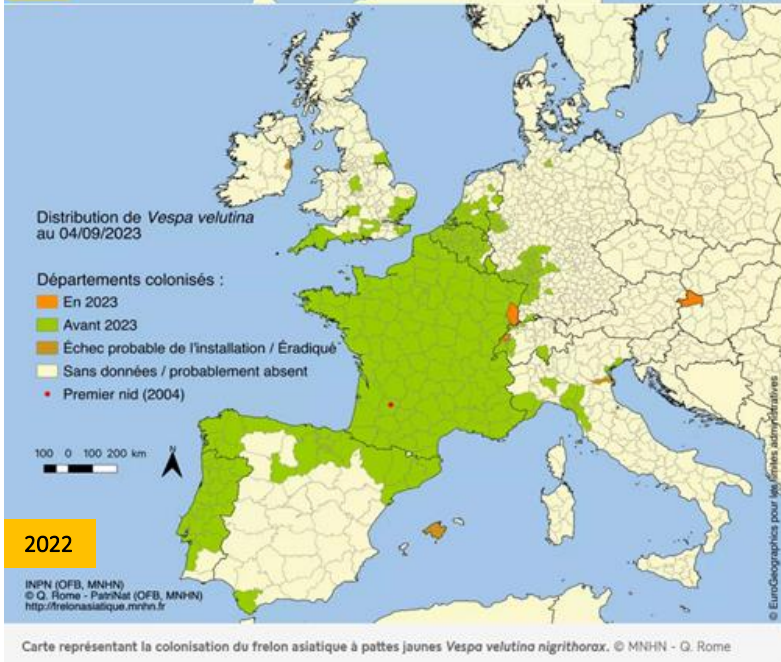 Distribution de Vespa velutina
au 04/09/2023
Départements colonisés :
En 2023
Avant 2023
Échec probable de l'installation / Éradiqué
Sans données / probablement absent
Premier nid (2004)
100 0 100 200 km
N
2022
INPN (OFB, MNHN)
© Q. Rome - PatriNat (OFB, MNHN)
http://frelonasiatique.mnhn.fr
© EuroGeographics pour les limites administratives
Carte représentant la colonisation du frelon asiatique à pattes jaunes Vespa velutina nigrithorax. © MNHN - Q. Rome